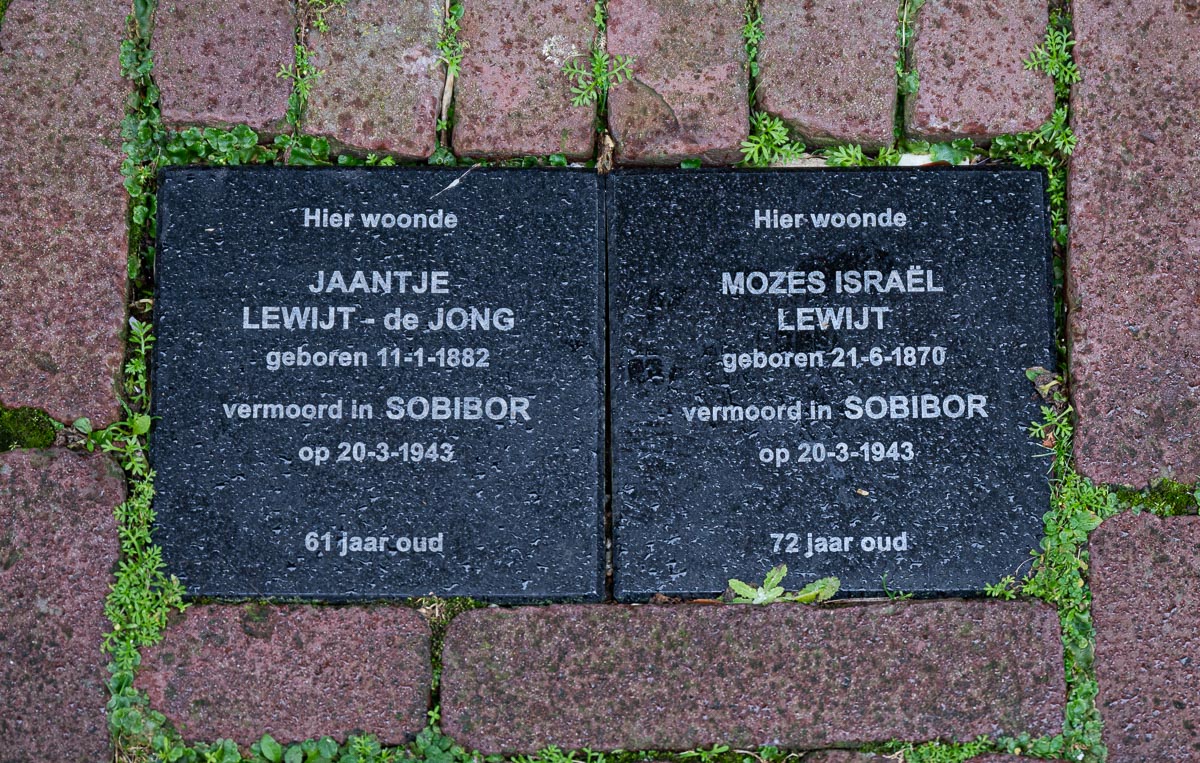 Hier woonde
JAANTJE
LEWIJT - de JONG
geboren 11-1-1882
vermoord in SOBIBOR
op 20-3-1943
61 jaar oud
Hier woonde
MOZES ISRAËL
LEWIJT
geboren 21-6-1870
vermoord in SOBIBOR
op 20-3-1943
72 jaar oud